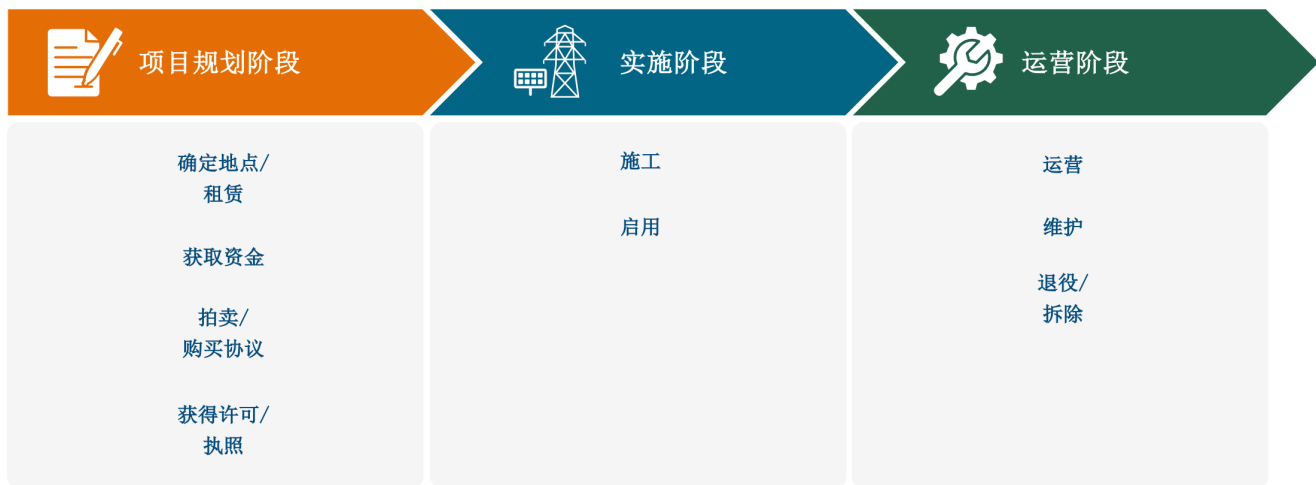 项目规划阶段
实施阶段
运营阶段
确定地点/
租赁
获取资金
拍卖/
购买协议
获得许可/
执照
施工
启用
运营
维护
退役/
拆除